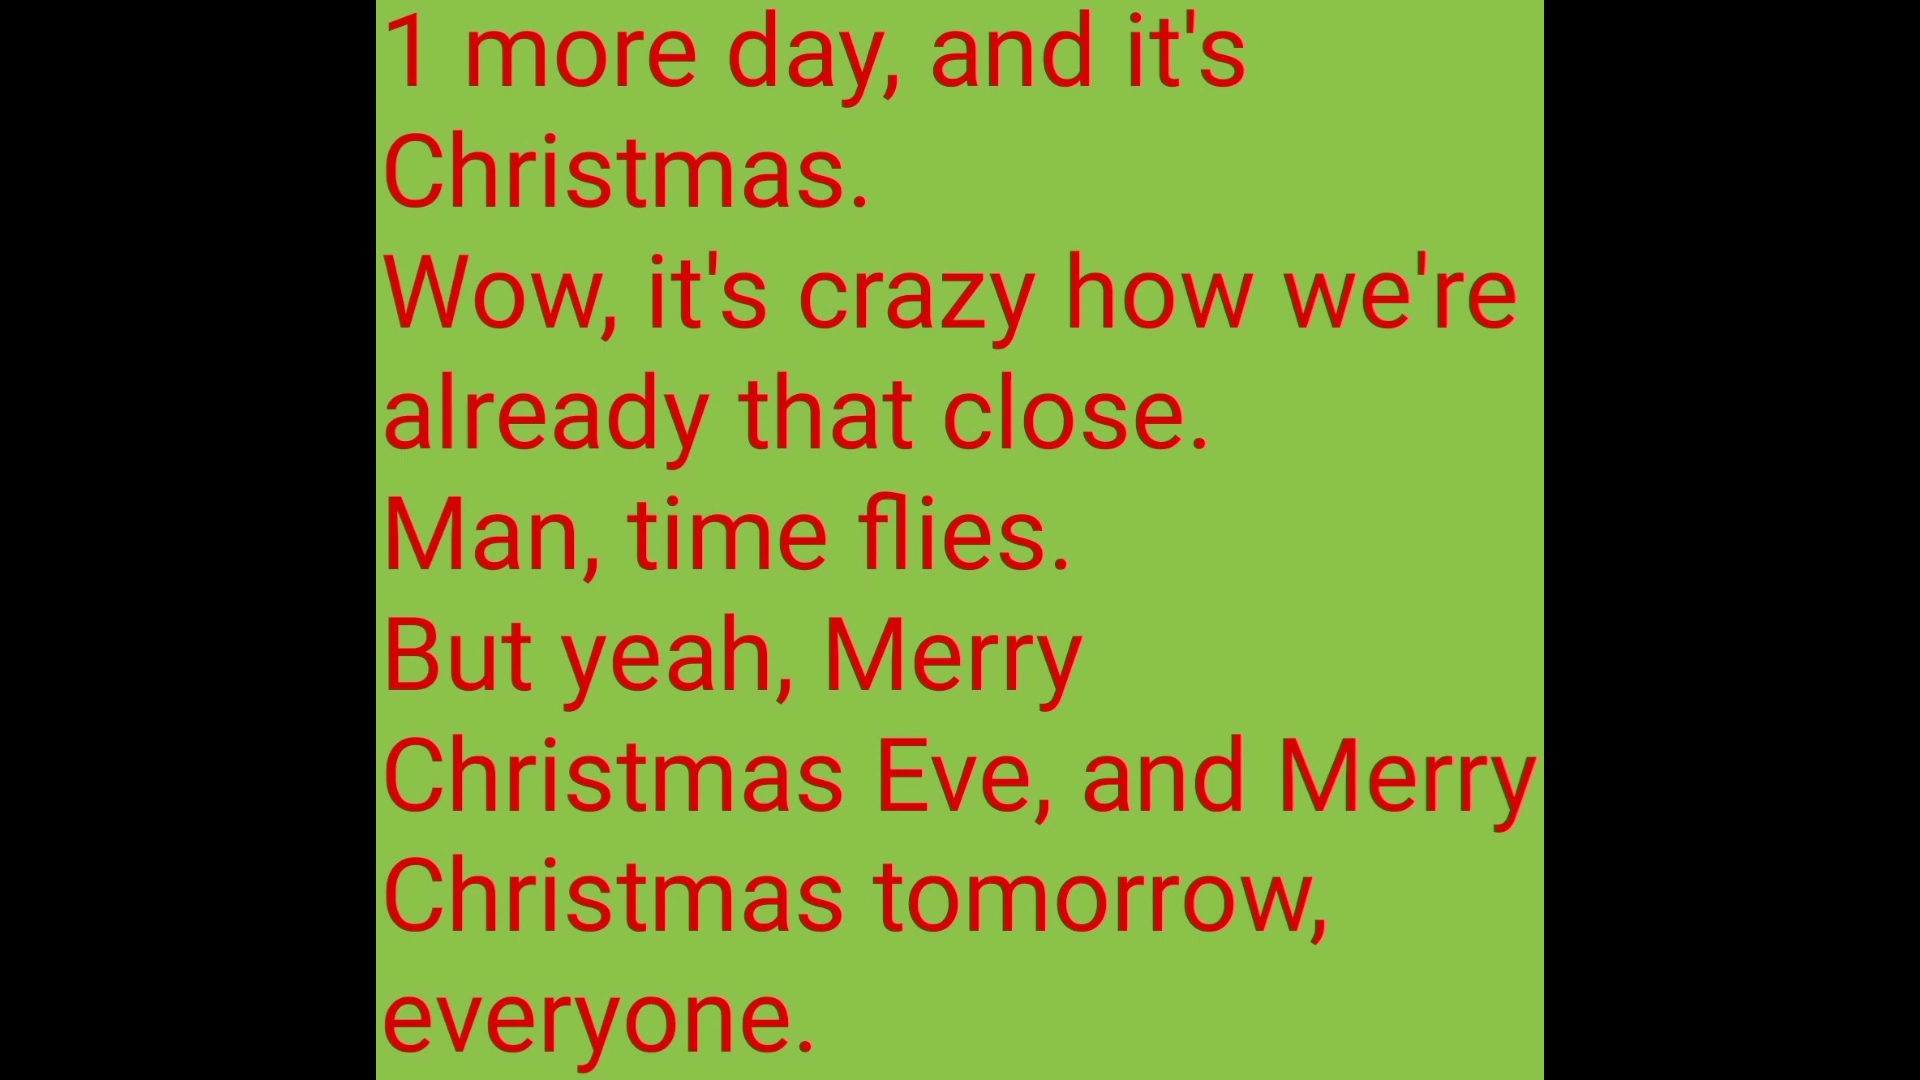 1 more day, and it's
Christmas.
Wow, it's crazy how we're
already that close.
Man, time flies.
But yeah, Merry
Christmas Eve, and Merry
Christmas tomorrow,
everyone.